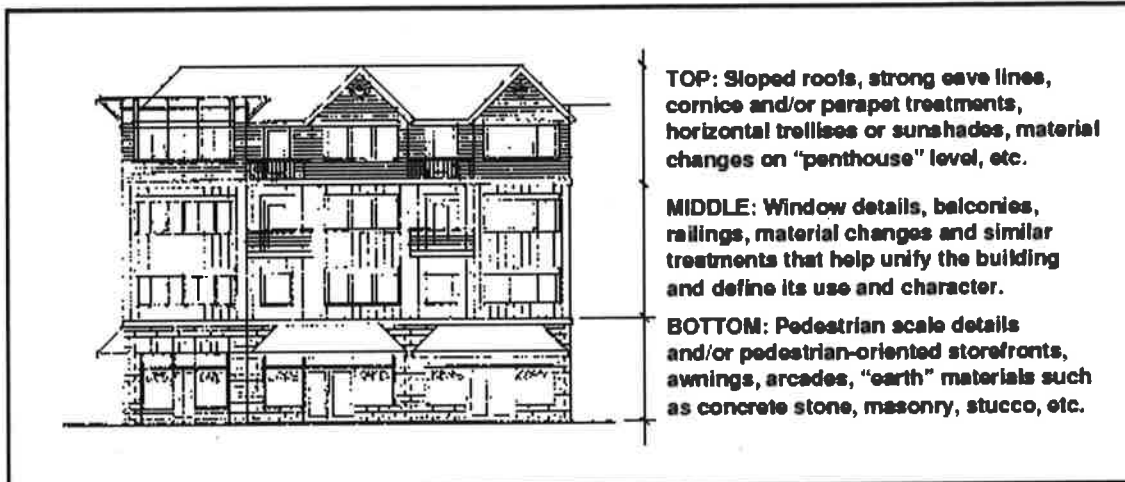 TOP: Sloped roofs, strong eave lines,
cornice and/or parapet treatments,
horizontal trellises or sunshades, material
changes on "penthouse" level, etc.
MIDDLE: Window details, balconies,
railings, material changes and similar
treatments that help unify the building
and define its use and character.
BOTTOM: Pedestrian scale details
and/or pedestrian-oriented storefronts,
awnings, arcades, "earth" materials such
as concrete stone, masonry, stucco, etc.